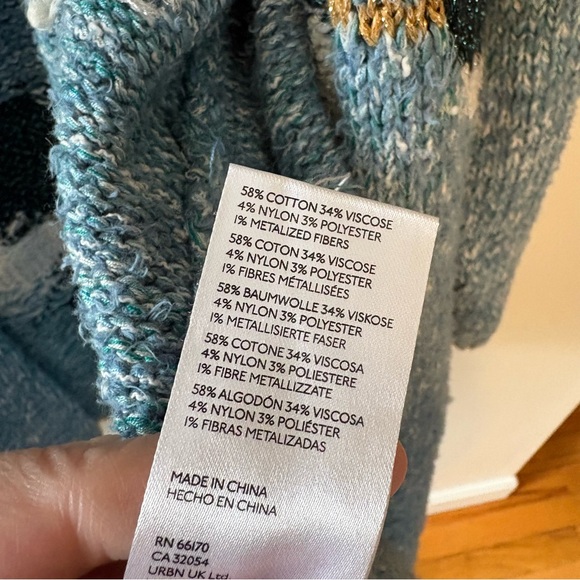 58% COTTON 34% VISCOSE
4% NYLON 3% POLYESTER
1% METALIZED FIBERS
58% COTON 34% VISCOSE
4% NYLON 3% POLYESTER
1% FIBRES MÉTALLISÉES
58% BAUMWOLLE 34% VISKOSE
4% NYLON 3% POLYESTER
1% METALLISIERTE FASER
58% COTONE 34% VISCOSA
4% NYLON 3% POLIESTERE
1% FIBRE METALLIZZATE
58% ALGODÓN 34% VISCOSA
4% NYLON 3% POLIÉSTER
1% FIBRAS METALIZADAS
MADE IN CHINA
HECHO EN CHINA
RN 66170
CA 32054
URBN UK Ltd